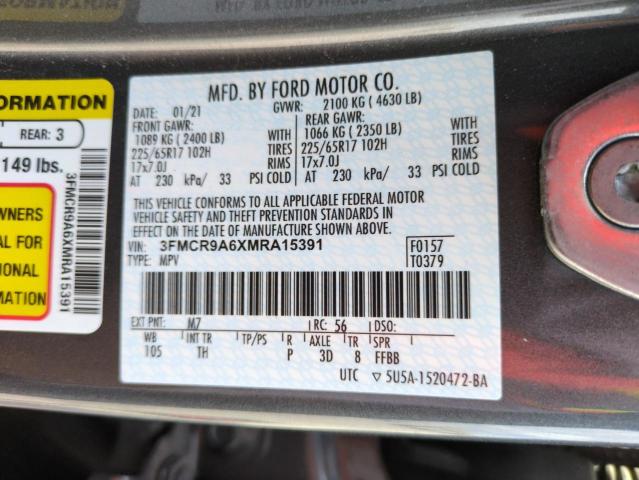 MFD. BY FORD MOTOR CO.
DATE: 01/21 GVWR: 2100 KG ( 4630 LB)
FRONT GAWR: REAR GAWR:
1089 KG ( 2400 LB) WITH 1066 KG ( 2350 LB) WITH
225/65R17 102H TIRES 225/65R17 102H TIRES
17x7.0J RIMS 17x7.0J RIMS
AT 230 kPa/ 33 PSI COLD AT 230 kPa/ 33 PSI COLD
THIS VEHICLE CONFORMS TO ALL APPLICABLE FEDERAL MOTOR
VEHICLE SAFETY AND THEFT PREVENTION STANDARDS IN
EFFECT ON THE DATE OF MANUFACTURE SHOWN ABOVE.
VIN: 3FMCR9A6XMRA15391 F0157
TYPE: MPV T0379
EXT PNT: M7 RC: 56 DSO:
WB INT TR TP/PS R AXLE TR SPR
105 TH P 3D 8 FFBB
UTC ▽ 5U5A-1520472-BA
ORMATION
REAR: 3
149 lbs.
WNERS
AL FOR
IONAL
MATION
3FMCR9A6XMRA15391